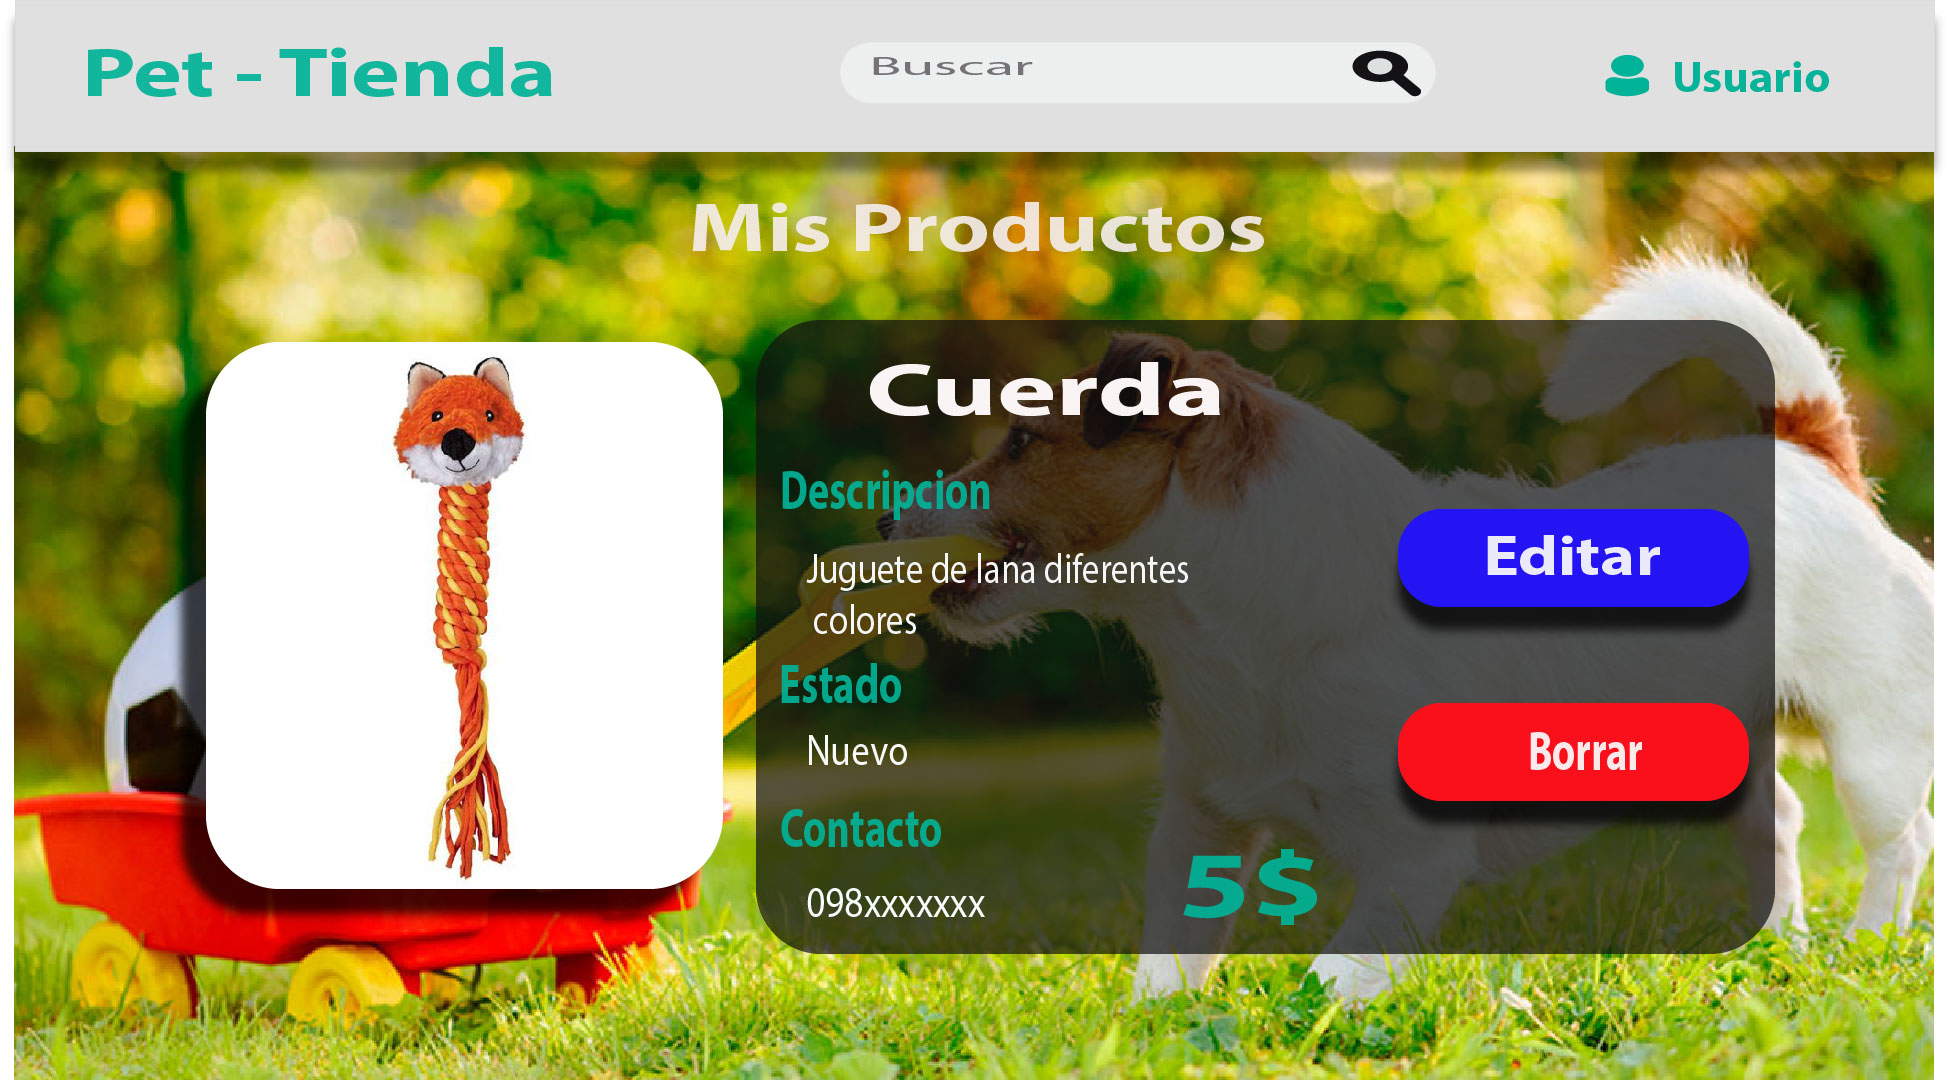 Pet - Tienda
Buscar
Usuario
Mis Productos
Cuerda
Descripcion
Juguete de lana diferentes
colores
Editar
Estado
Nuevo
Borrar
Contacto
098xxxxxxx
5$